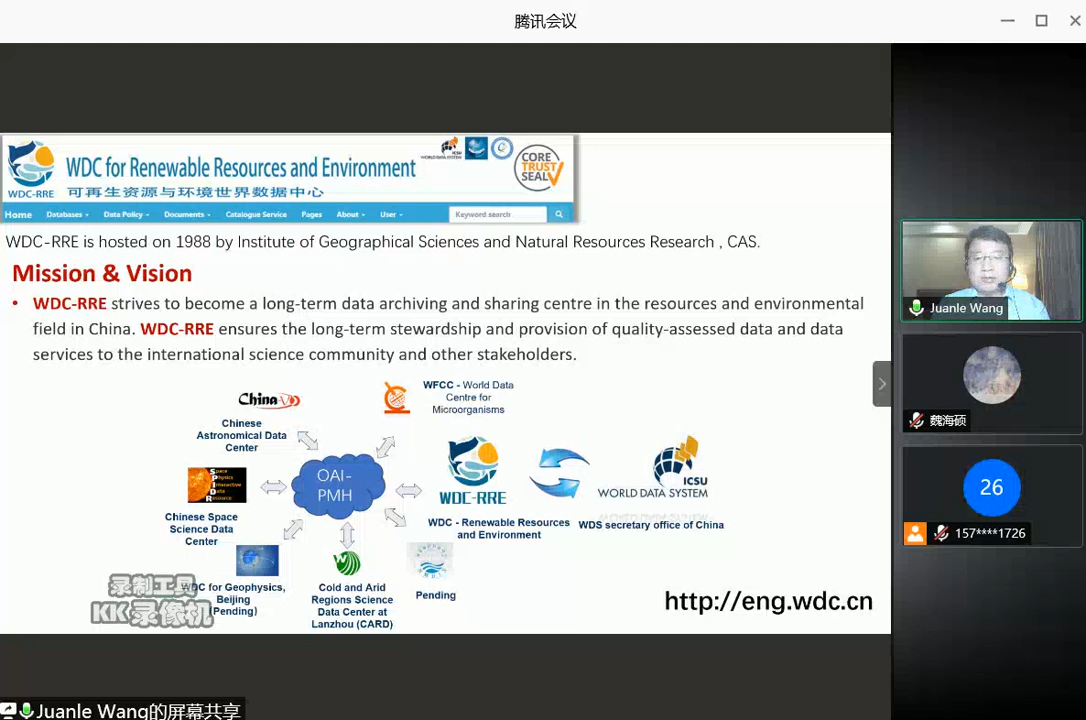 腾讯会议
WDC for Renewable Resources and Environment
可再生资源与环境世界数据中心
WDC-RRE
ICSU
WORLD DATA SYSTEM
CORE
TRUST
SEAL
Home Databases Data Policy Documents Catalogue Service Pages About User Keyword search
WDC-RRE is hosted on 1988 by Institute of Geographical Sciences and Natural Resources Research , CAS.
Mission & Vision
• WDC-RRE strives to become a long-term data archiving and sharing centre in the resources and environmental
field in China. WDC-RRE ensures the long-term stewardship and provision of quality-assessed data and data
services to the international science community and other stakeholders.
China-VO
Chinese
Astronomical Data
Center
WFCC - World Data
Centre for
Microorganisms
Space
Physics
Interactive
Data
Resource
Chinese Space
Science Data
Center
OAI-
PMH
WDC-RRE
WDC - Renewable Resources
and Environment
ICSU
WORLD DATA SYSTEM
WDS secretary office of China
WDC for Geophysics,
Beijing
(Pending)
Cold and Arid
Regions Science
Data Center at
Lanzhou (CARD)
Pending
http://eng.wdc.cn
录制工具
KK录像机
Juanle Wang
魏海硕
26
157****1726
Juanle Wang的屏幕共享